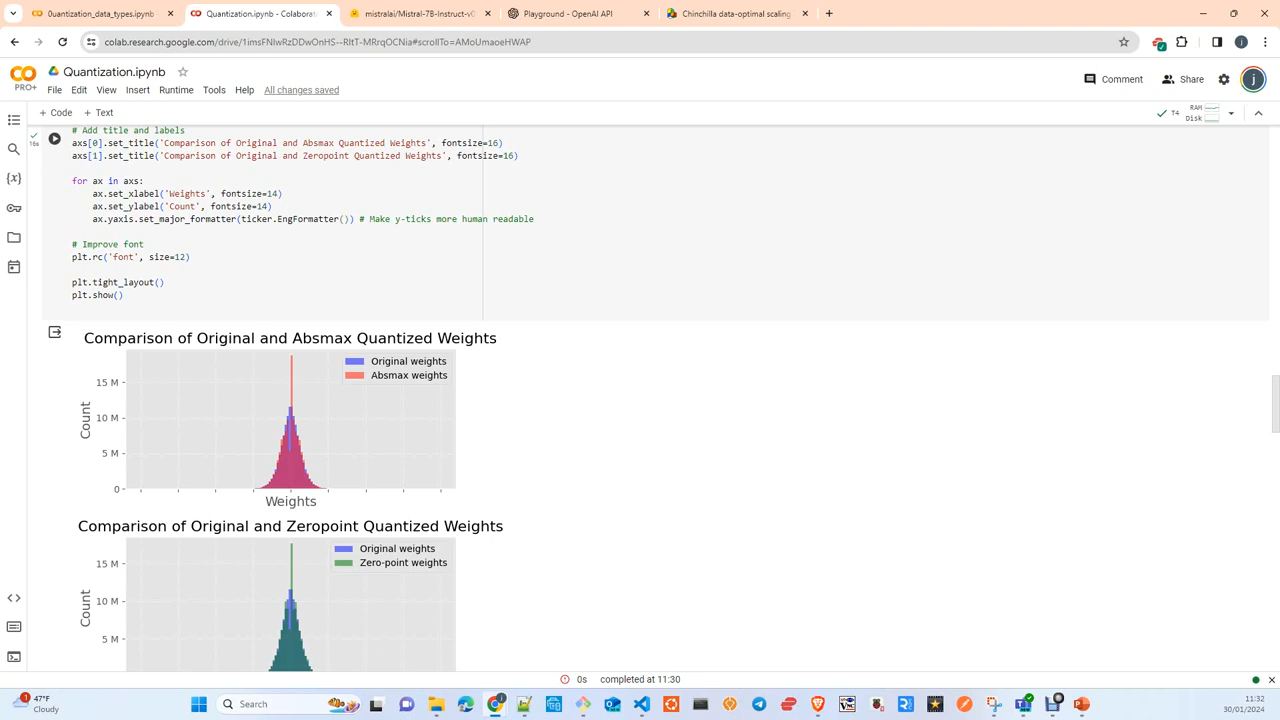 0uantization_data_types.ipynb
Quantization.ipynb - Colaborat
mistralai/Mistral-7B-Instruct-v0
Playground - OpenAI API
Chinchilla data-optimal scaling
colab.research.google.com/drive/1imsFNIwRzDDwOnHS--RItT-MRrqOCNia#scrollTo=AMoUmaoeHWAP
PRO+
Quantization.ipynb
Comment
Share
File Edit View Insert Runtime Tools Help All changes saved
+ Code + Text
T4
RAM
Disk
16s
# Add title and labels
axs[0].set_title('Comparison of Original and Absmax Quantized Weights', fontsize=16)
axs[1].set_title('Comparison of Original and Zeropoint Quantized Weights', fontsize=16)
for ax in axs:
ax.set_xlabel('Weights', fontsize=14)
ax.set_ylabel('Count', fontsize=14)
ax.yaxis.set_major_formatter(ticker.EngFormatter()) # Make y-ticks more human readable
# Improve font
plt.rc('font', size=12)
plt.tight_layout()
plt.show()
Comparison of Original and Absmax Quantized Weights
Original weights
Absmax weights
15 M
10 M
5 M
0
Count
Weights
Comparison of Original and Zeropoint Quantized Weights
Original weights
Zero-point weights
15 M
10 M
5 M
Count
0s completed at 11:30
1
47°F
Cloudy
Search
11:32
30/01/2024